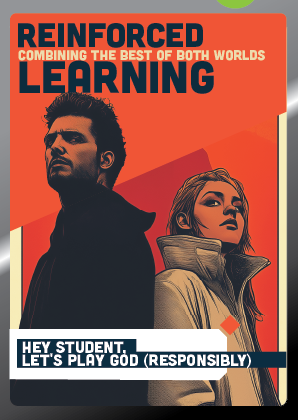 REINFORCED
COMBINING THE BEST OF BOTH WORLDS
LEARNING
HEY STUDENT,
LET'S PLAY GOD (RESPONSIBLY)